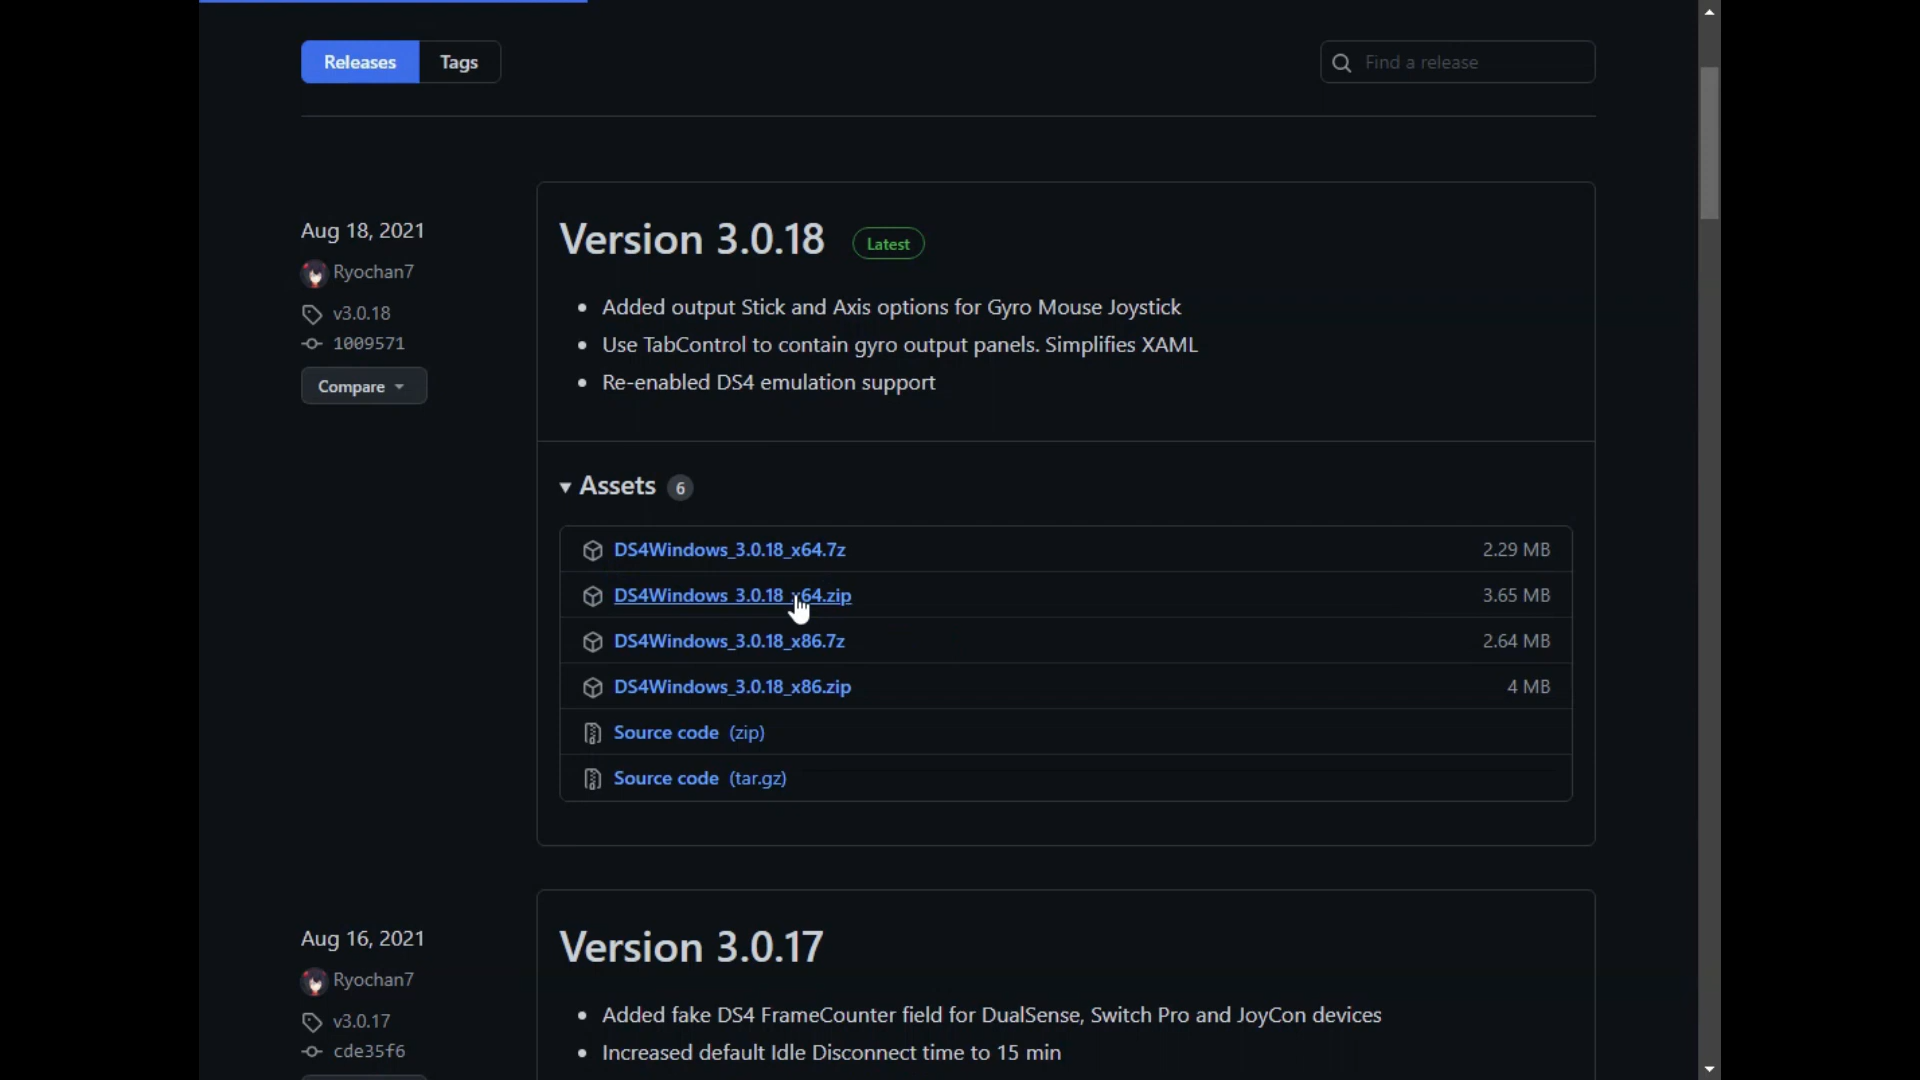 Releases
Tags
Find a release
Aug 18, 2021
Ryochan7
v3.0.18
1009571
Compare
Version 3.0.18
Latest
Added output Stick and Axis options for Gyro Mouse Joystick
Use TabControl to contain gyro output panels. Simplifies XAML
Re-enabled DS4 emulation support
Assets 6
DS4Windows_3.0.18_x64.7z 2.29 MB
DS4Windows_3.0.18_x64.zip 3.65 MB
DS4Windows_3.0.18_x86.7z 2.64 MB
DS4Windows_3.0.18_x86.zip 4 MB
Source code (zip)
Source code (tar.gz)
Aug 16, 2021
Ryochan7
v3.0.17
cde35f6
Version 3.0.17
Added fake DS4 FrameCounter field for DualSense, Switch Pro and JoyCon devices
Increased default Idle Disconnect time to 15 min